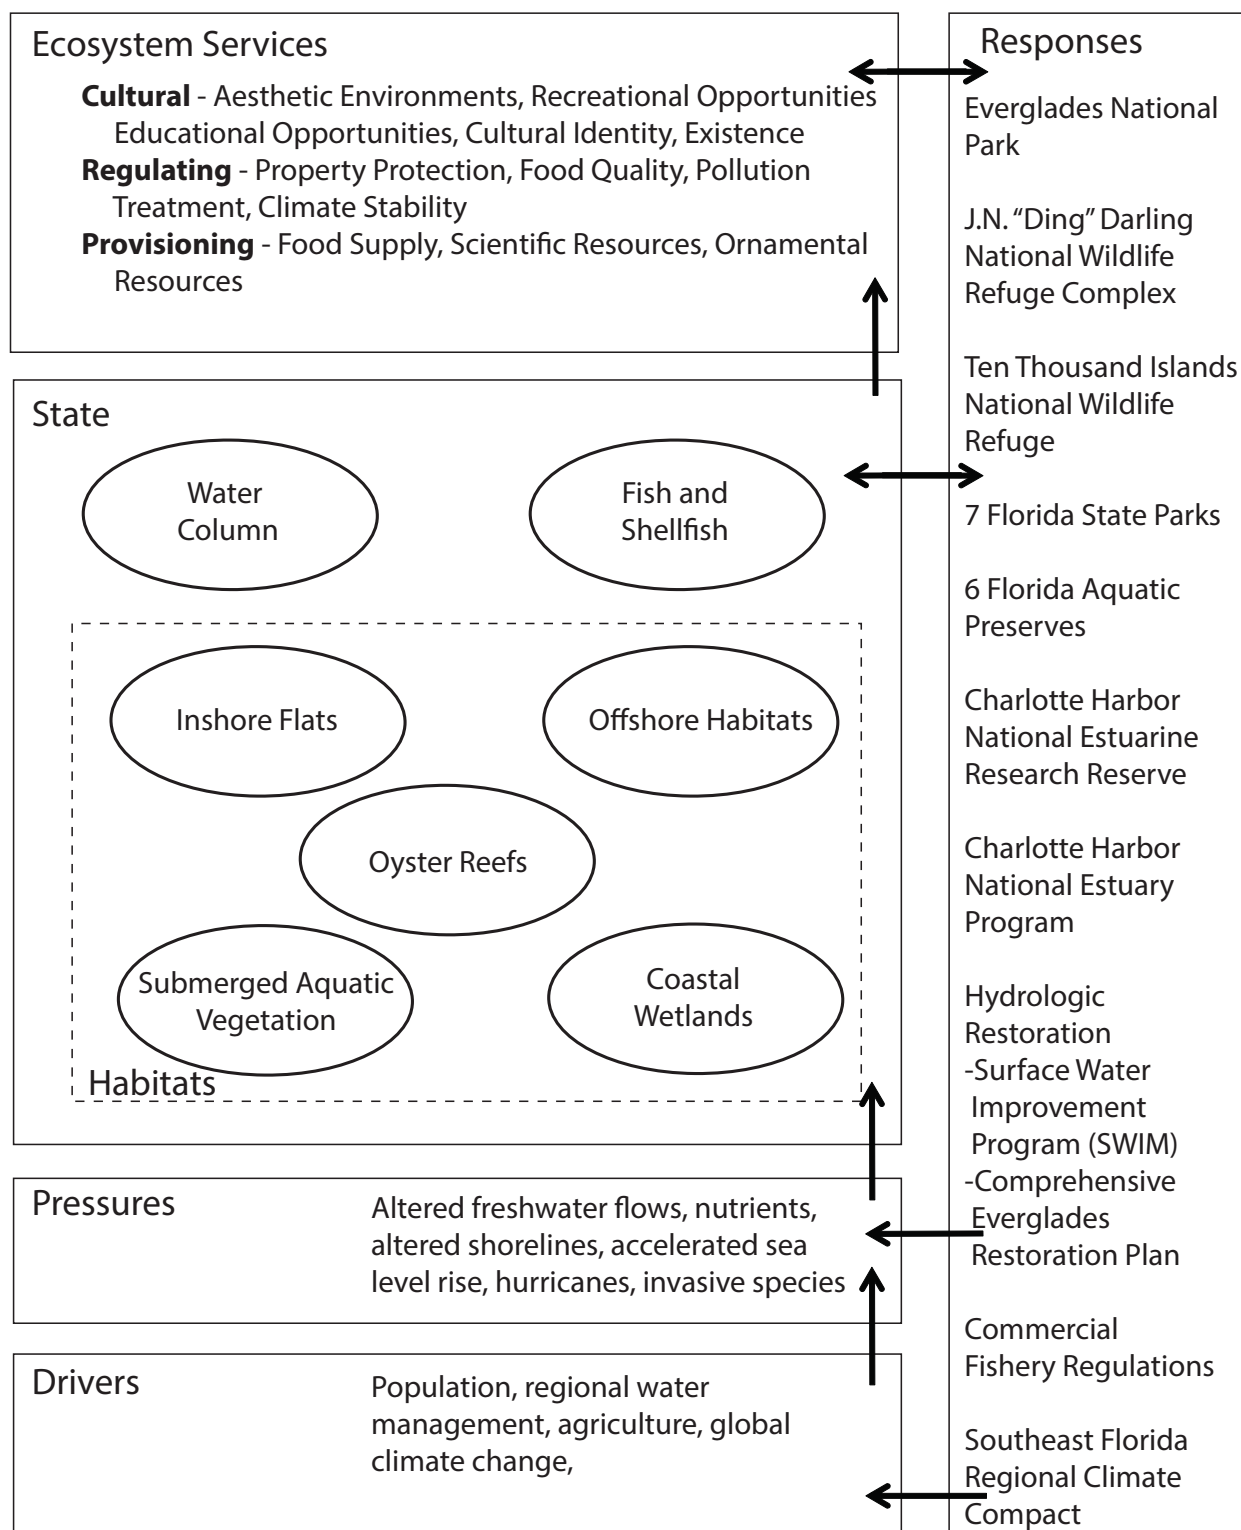 Ecosystem Services
Cultural - Aesthetic Environments, Recreational Opportunities
Educational Opportunities, Cultural Identity, Existence
Regulating - Property Protection, Food Quality, Pollution
Treatment, Climate Stability
Provisioning - Food Supply, Scientific Resources, Ornamental
Resources
State
Water
Column
Fish and
Shellfish
Inshore Flats
Offshore Habitats
Oyster Reefs
Submerged Aquatic
Vegetation
Coastal
Wetlands
Habitats
Pressures
Altered freshwater flows, nutrients,
altered shorelines, accelerated sea
level rise, hurricanes, invasive species
Drivers
Population, regional water
management, agriculture, global
climate change,
Responses
Everglades National
Park
J.N. “Ding” Darling
National Wildlife
Refuge Complex
Ten Thousand Islands
National Wildlife
Refuge
7 Florida State Parks
6 Florida Aquatic
Preserves
Charlotte Harbor
National Estuarine
Research Reserve
Charlotte Harbor
National Estuary
Program
Hydrologic
Restoration
-Surface Water
Improvement
Program (SWIM)
-Comprehensive
Everglades
Restoration Plan
Commercial
Fishery Regulations
Southeast Florida
Regional Climate
Compact